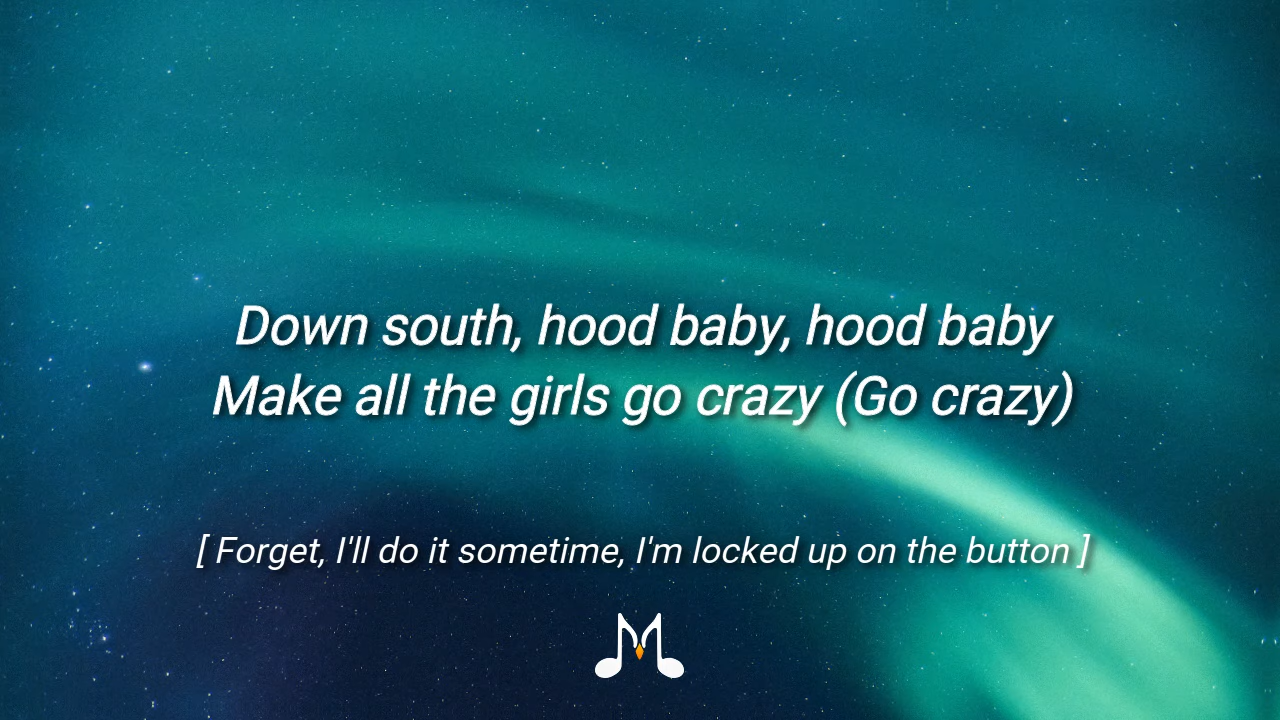 Down south, hood baby, hood baby
Make all the girls go crazy (Go crazy)
[ Forget, I'll do it sometime, I'm locked up on the button ]